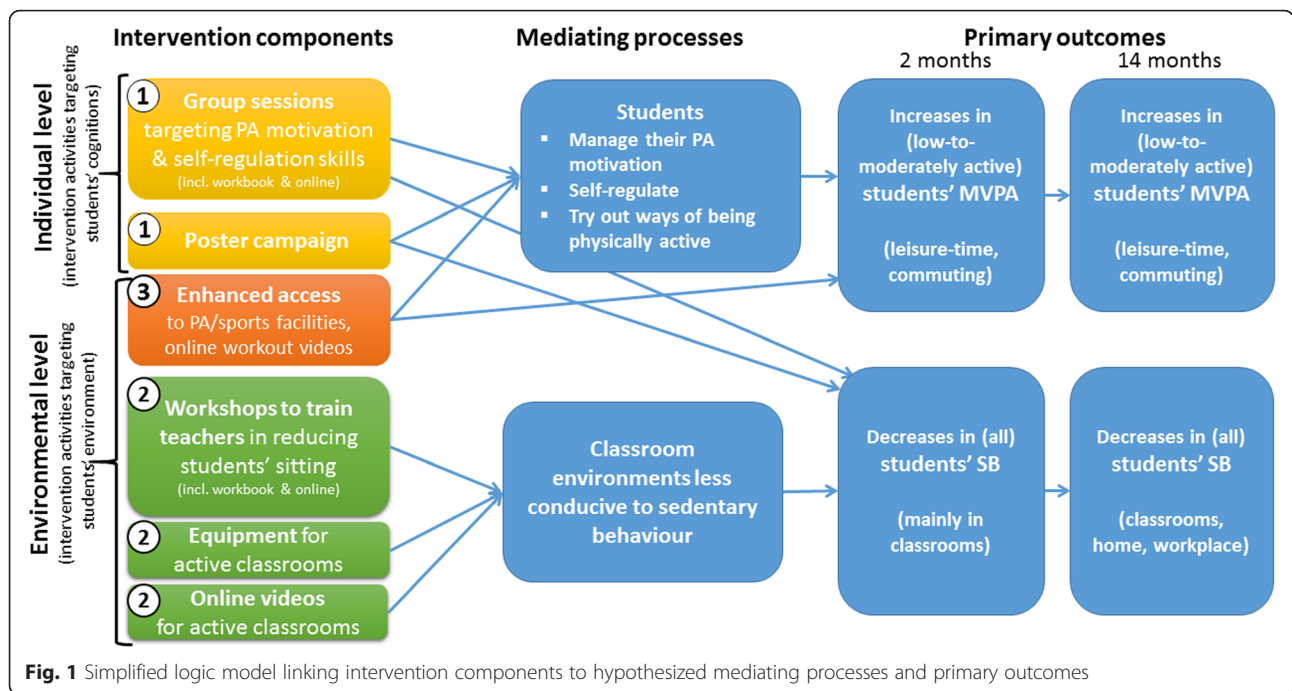 Intervention components
Mediating processes
Primary outcomes
2 months
14 months
Individual level
(intervention activities targeting
students' cognitions)
1
Group sessions
targeting PA motivation
& self-regulation skills
(incl. workbook & online)
1
Poster campaign
Environmental level
(intervention activities targeting
students' environment)
3
Enhanced access
to PA/sports facilities,
online workout videos
2
Workshops to train
teachers in reducing
students' sitting
(incl. workbook & online)
2
Equipment for
active classrooms
2
Online videos
for active classrooms
Students
▪ Manage their PA
motivation
▪ Self-regulate
▪ Try out ways of being
physically active
Classroom
environments less
conducive to sedentary
behaviour
Increases in
(low-to-
moderately active)
students' MVPA
(leisure-time,
commuting)
Increases in
(low-to-
moderately active)
students' MVPA
(leisure-time,
commuting)
Decreases in (all)
students' SB
(mainly in
classrooms)
Decreases in (all)
students' SB
(classrooms,
home, workplace)
Fig. 1 Simplified logic model linking intervention components to hypothesized mediating processes and primary outcomes